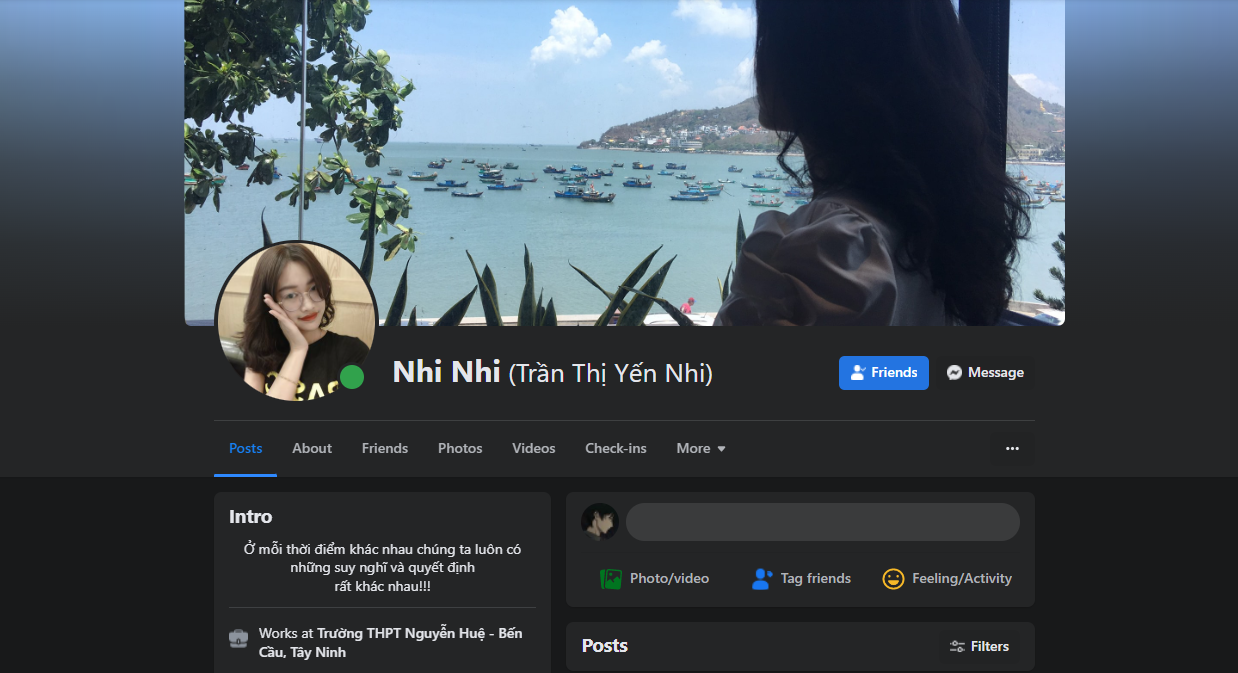 Nhi Nhi (Trần Thị Yến Nhi)
Friends
Message
Posts
About
Friends
Photos
Videos
Check-ins
More
Intro
Ở mỗi thời điểm khác nhau chúng ta luôn có
những suy nghĩ và quyết định
rất khác nhau!!!
Works at Trường THPT Nguyễn Huệ - Bến
Cầu, Tây Ninh
Photo/video
Tag friends
Feeling/Activity
Posts
Filters